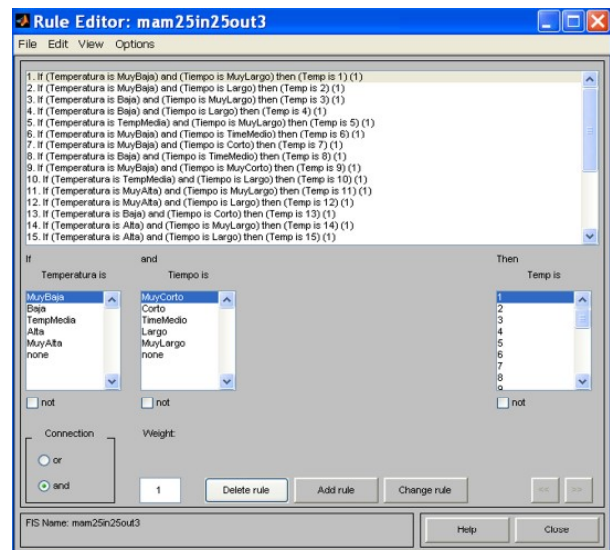 Rule Editor: mam25in25out3
File Edit View Options
1. If (Temperatura is MuyBaja) and (Tiempo is MuyLargo) then (Temp is 1) (1)
2. If (Temperatura is MuyBaja) and (Tiempo is Largo) then (Temp is 2) (1)
3. If (Temperatura is Baja) and (Tiempo is MuyLargo) then (Temp is 3) (1)
4. If (Temperatura is Baja) and (Tiempo is Largo) then (Temp is 4) (1)
5. If (Temperatura is TempMedia) and (Tiempo is MuyLargo) then (Temp is 5) (1)
6. If (Temperatura is MuyBaja) and (Tiempo is TimeMedio) then (Temp is 6) (1)
7. If (Temperatura is MuyBaja) and (Tiempo is Corto) then (Temp is 7) (1)
8. If (Temperatura is Baja) and (Tiempo is TimeMedio) then (Temp is 8) (1)
9. If (Temperatura is MuyBaja) and (Tiempo is MuyCorto) then (Temp is 9) (1)
10. If (Temperatura is TempMedia) and (Tiempo is Largo) then (Temp is 10) (1)
11. If (Temperatura is MuyAlta) and (Tiempo is MuyLargo) then (Temp is 11) (1)
12. If (Temperatura is MuyAlta) and (Tiempo is Largo) then (Temp is 12) (1)
13. If (Temperatura is Baja) and (Tiempo is Corto) then (Temp is 13) (1)
14. If (Temperatura is Alta) and (Tiempo is MuyLargo) then (Temp is 14) (1)
15. If (Temperatura is Alta) and (Tiempo is Largo) then (Temp is 15) (1)
If and Then
Temperatura is Tiempo is Temp is
MuyBaja
Baja
TempMedia
Alta
MuyAlta
none
MuyCorto
Corto
TimeMedio
Largo
MuyLargo
none
1
2
3
4
5
6
7
8
9
not not not
Connection
or
and
Weight:
1
Delete rule Add rule Change rule << >>
FIS Name: mam25in25out3
Help Close